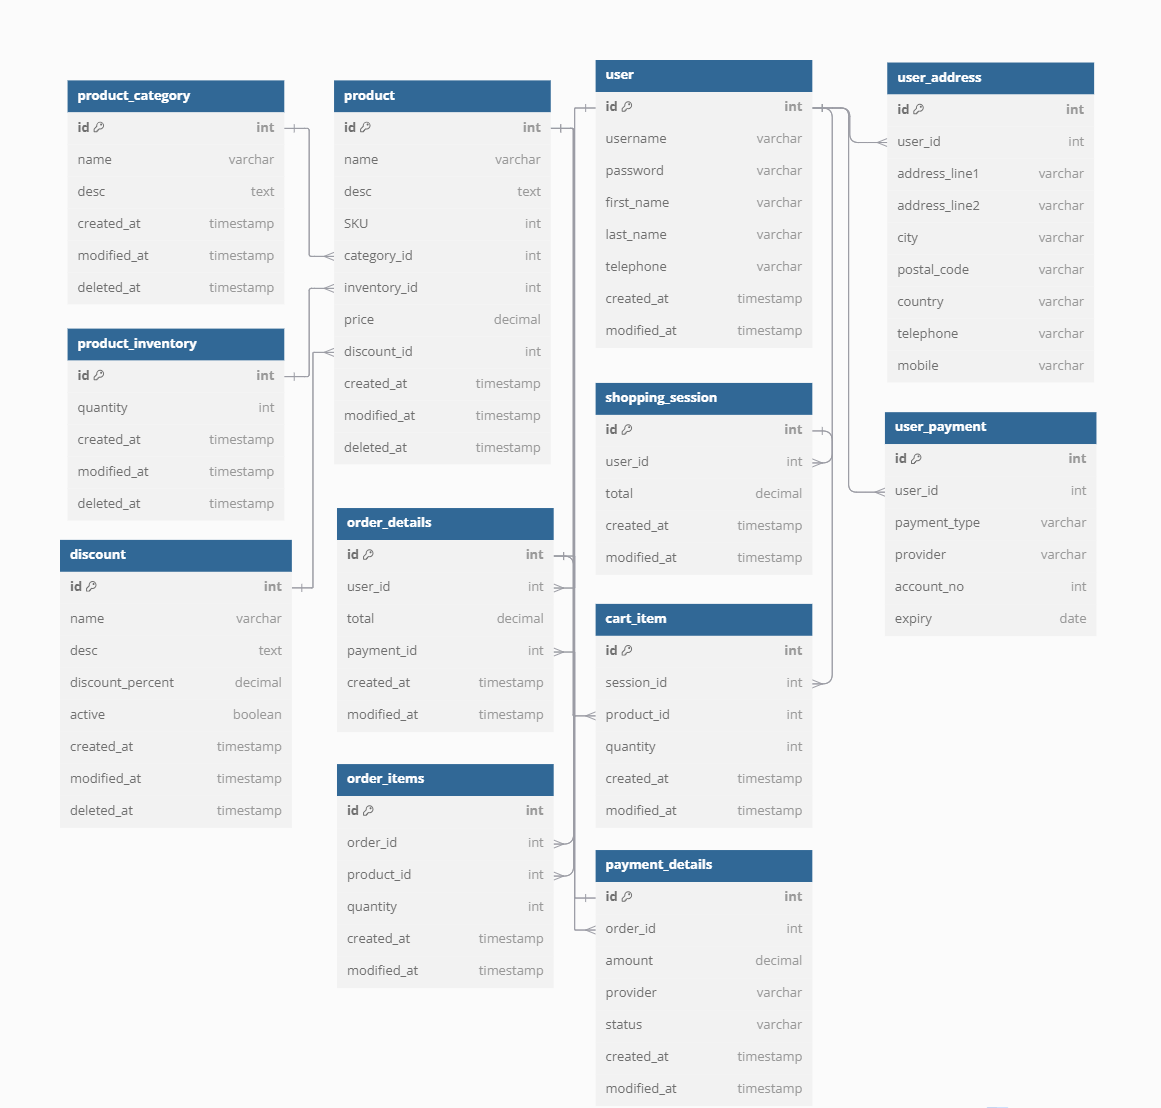 product_category
id int
name varchar
desc text
created_at timestamp
modified_at timestamp
deleted_at timestamp
product_inventory
id int
quantity int
created_at timestamp
modified_at timestamp
deleted_at timestamp
discount
id int
name varchar
desc text
discount_percent decimal
active boolean
created_at timestamp
modified_at timestamp
deleted_at timestamp
product
id int
name varchar
desc text
SKU int
category_id int
inventory_id int
price decimal
discount_id int
created_at timestamp
modified_at timestamp
deleted_at timestamp
order_details
id int
user_id int
total decimal
payment_id int
created_at timestamp
modified_at timestamp
order_items
id int
order_id int
product_id int
quantity int
created_at timestamp
modified_at timestamp
user
id int
username varchar
password varchar
first_name varchar
last_name varchar
telephone varchar
created_at timestamp
modified_at timestamp
shopping_session
id int
user_id int
total decimal
created_at timestamp
modified_at timestamp
cart_item
id int
session_id int
product_id int
quantity int
created_at timestamp
modified_at timestamp
payment_details
id int
order_id int
amount decimal
provider varchar
status varchar
created_at timestamp
modified_at timestamp
user_address
id int
user_id int
address_line1 varchar
address_line2 varchar
city varchar
postal_code varchar
country varchar
telephone varchar
mobile varchar
user_payment
id int
user_id int
payment_type varchar
provider varchar
account_no int
expiry date